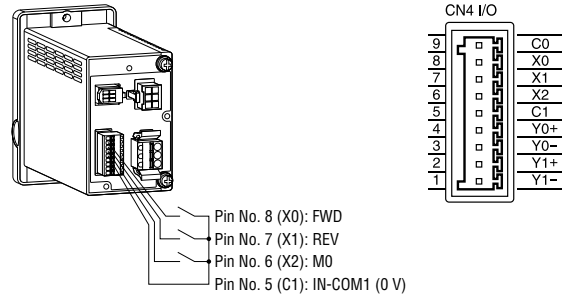 CN4 I/O
9 C0
8 X0
7 X1
6 X2
5 C1
4 Y0+
3 Y0−
2 Y1+
1 Y1−
Pin No. 8 (X0): FWD
Pin No. 7 (X1): REV
Pin No. 6 (X2): M0
Pin No. 5 (C1): IN-COM1 (0 V)